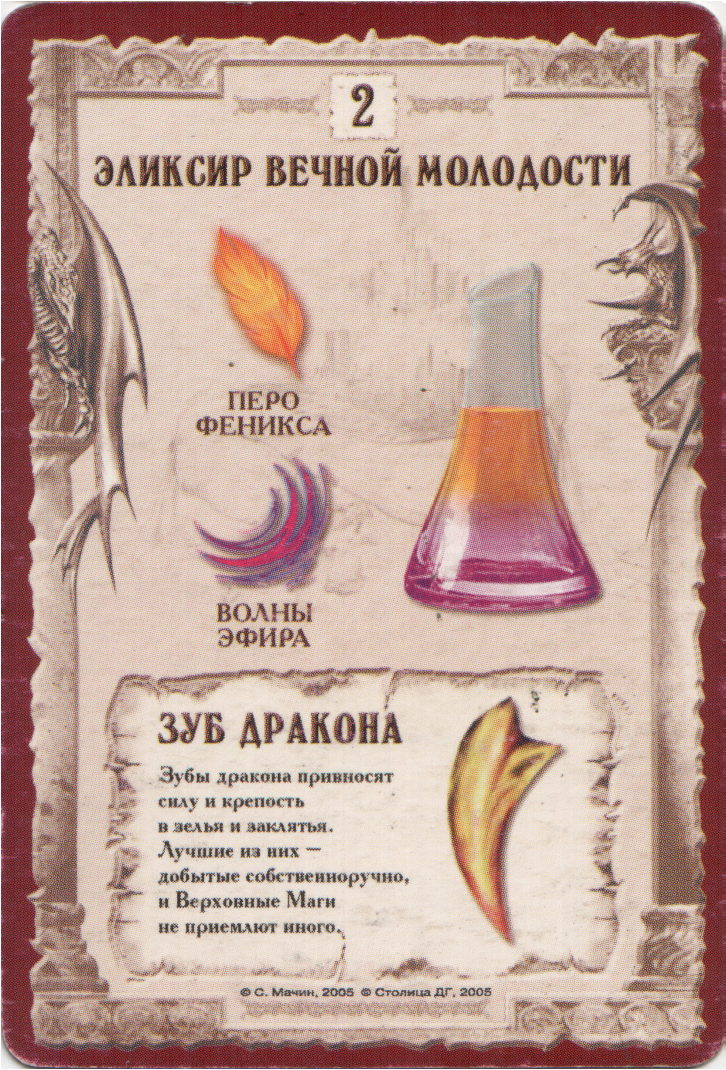 2
ЭЛИКСИР ВЕЧНОЙ МОЛОДОСТИ
ПЕРО
ФЕНИКСА
ВОЛНЫ
ЭФИРА
ЗУБ ДРАКОНА
Зубы дракона привносят
силу и крепость
в зелья и заклятья.
Лучшие из них —
добытые собственноручно,
и Верховные Маги
не приемлют иного.
© С. Мачин, 2005 © Столица ДГ, 2005